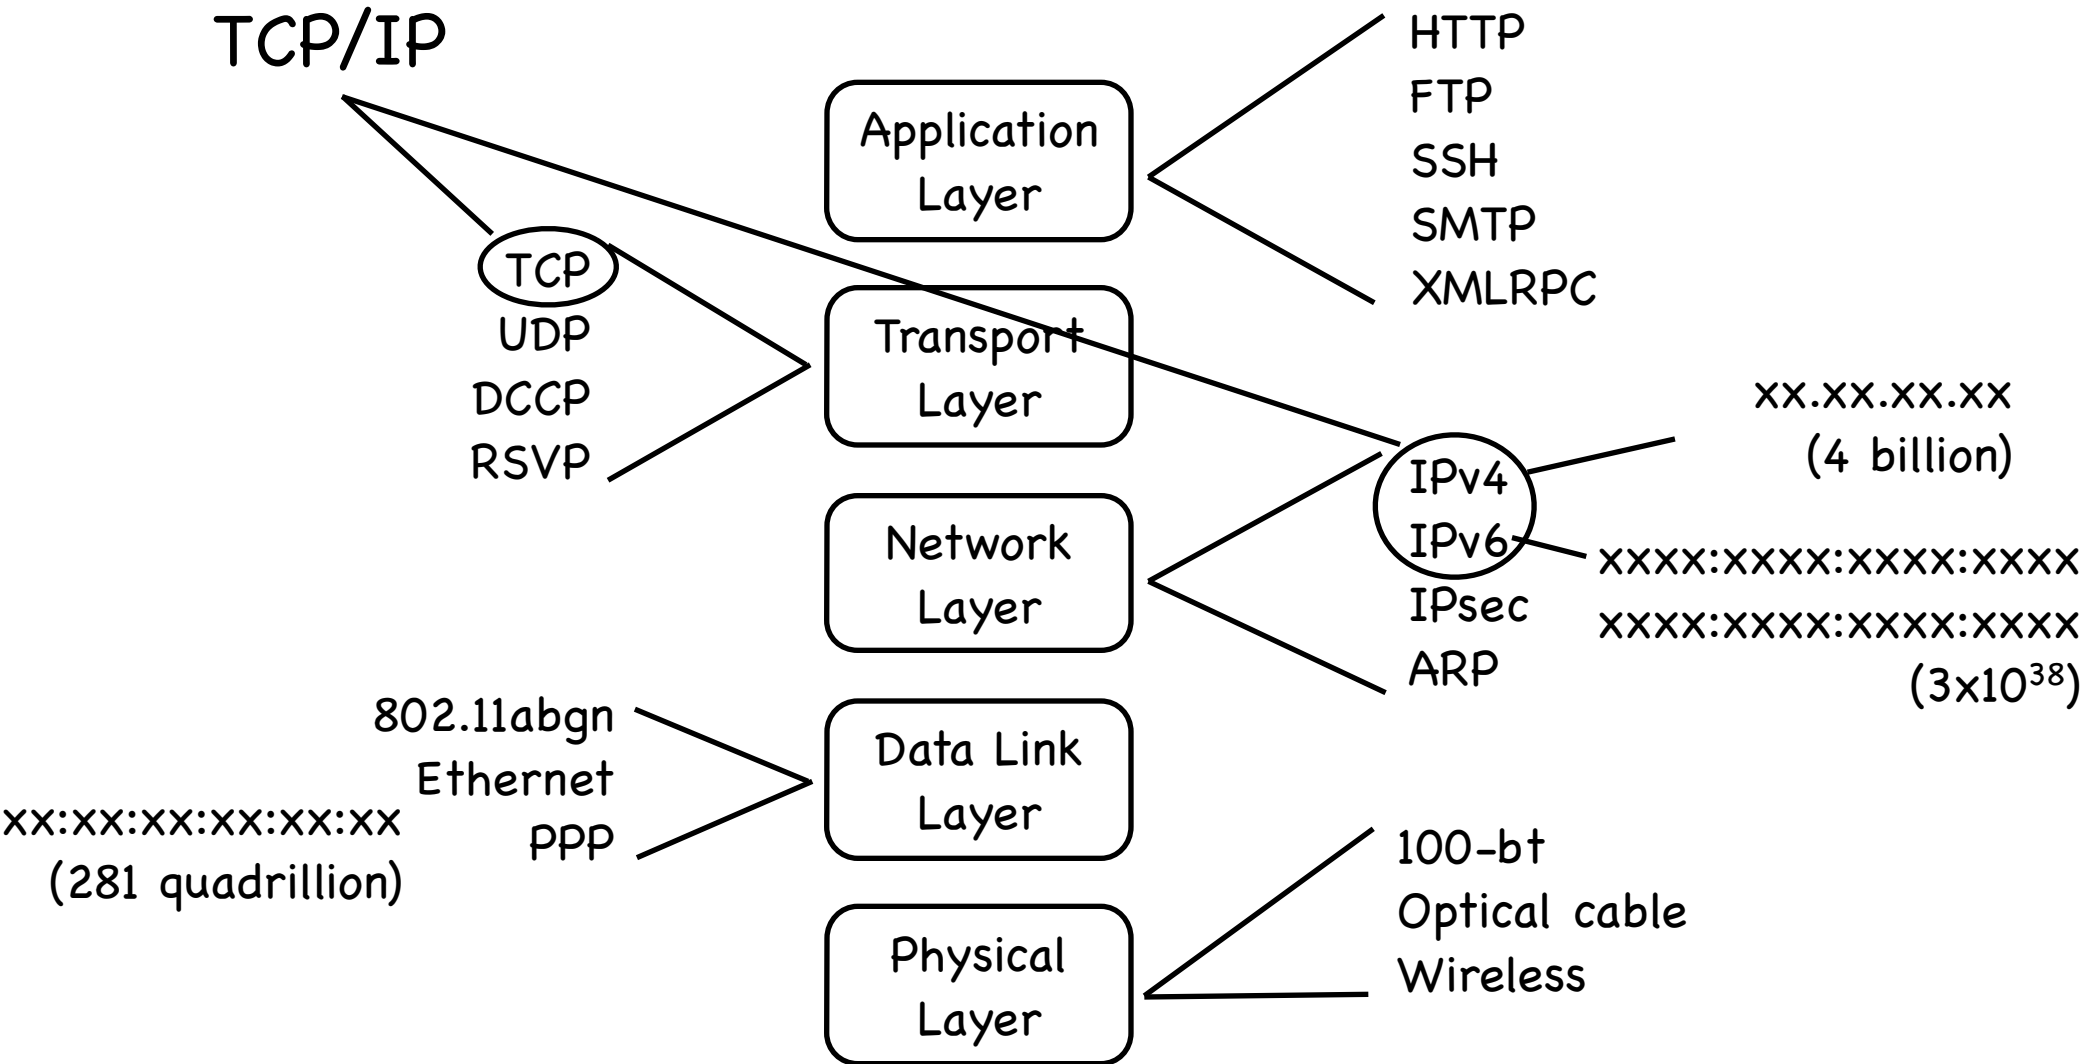 TCP/IP
Application
Layer
HTTP
FTP
SSH
SMTP
XMLRPC
TCP
UDP
DCCP
RSVP
Transport
Layer
Network
Layer
IPv4
IPv6
IPsec
ARP
xx.xx.xx.xx
(4 billion)
xxxx:xxxx:xxxx:xxxx
xxxx:xxxx:xxxx:xxxx
(3x10³⁸)
802.11abgn
Ethernet
PPP
xx:xx:xx:xx:xx:xx
(281 quadrillion)
Data Link
Layer
Physical
Layer
100-bt
Optical cable
Wireless